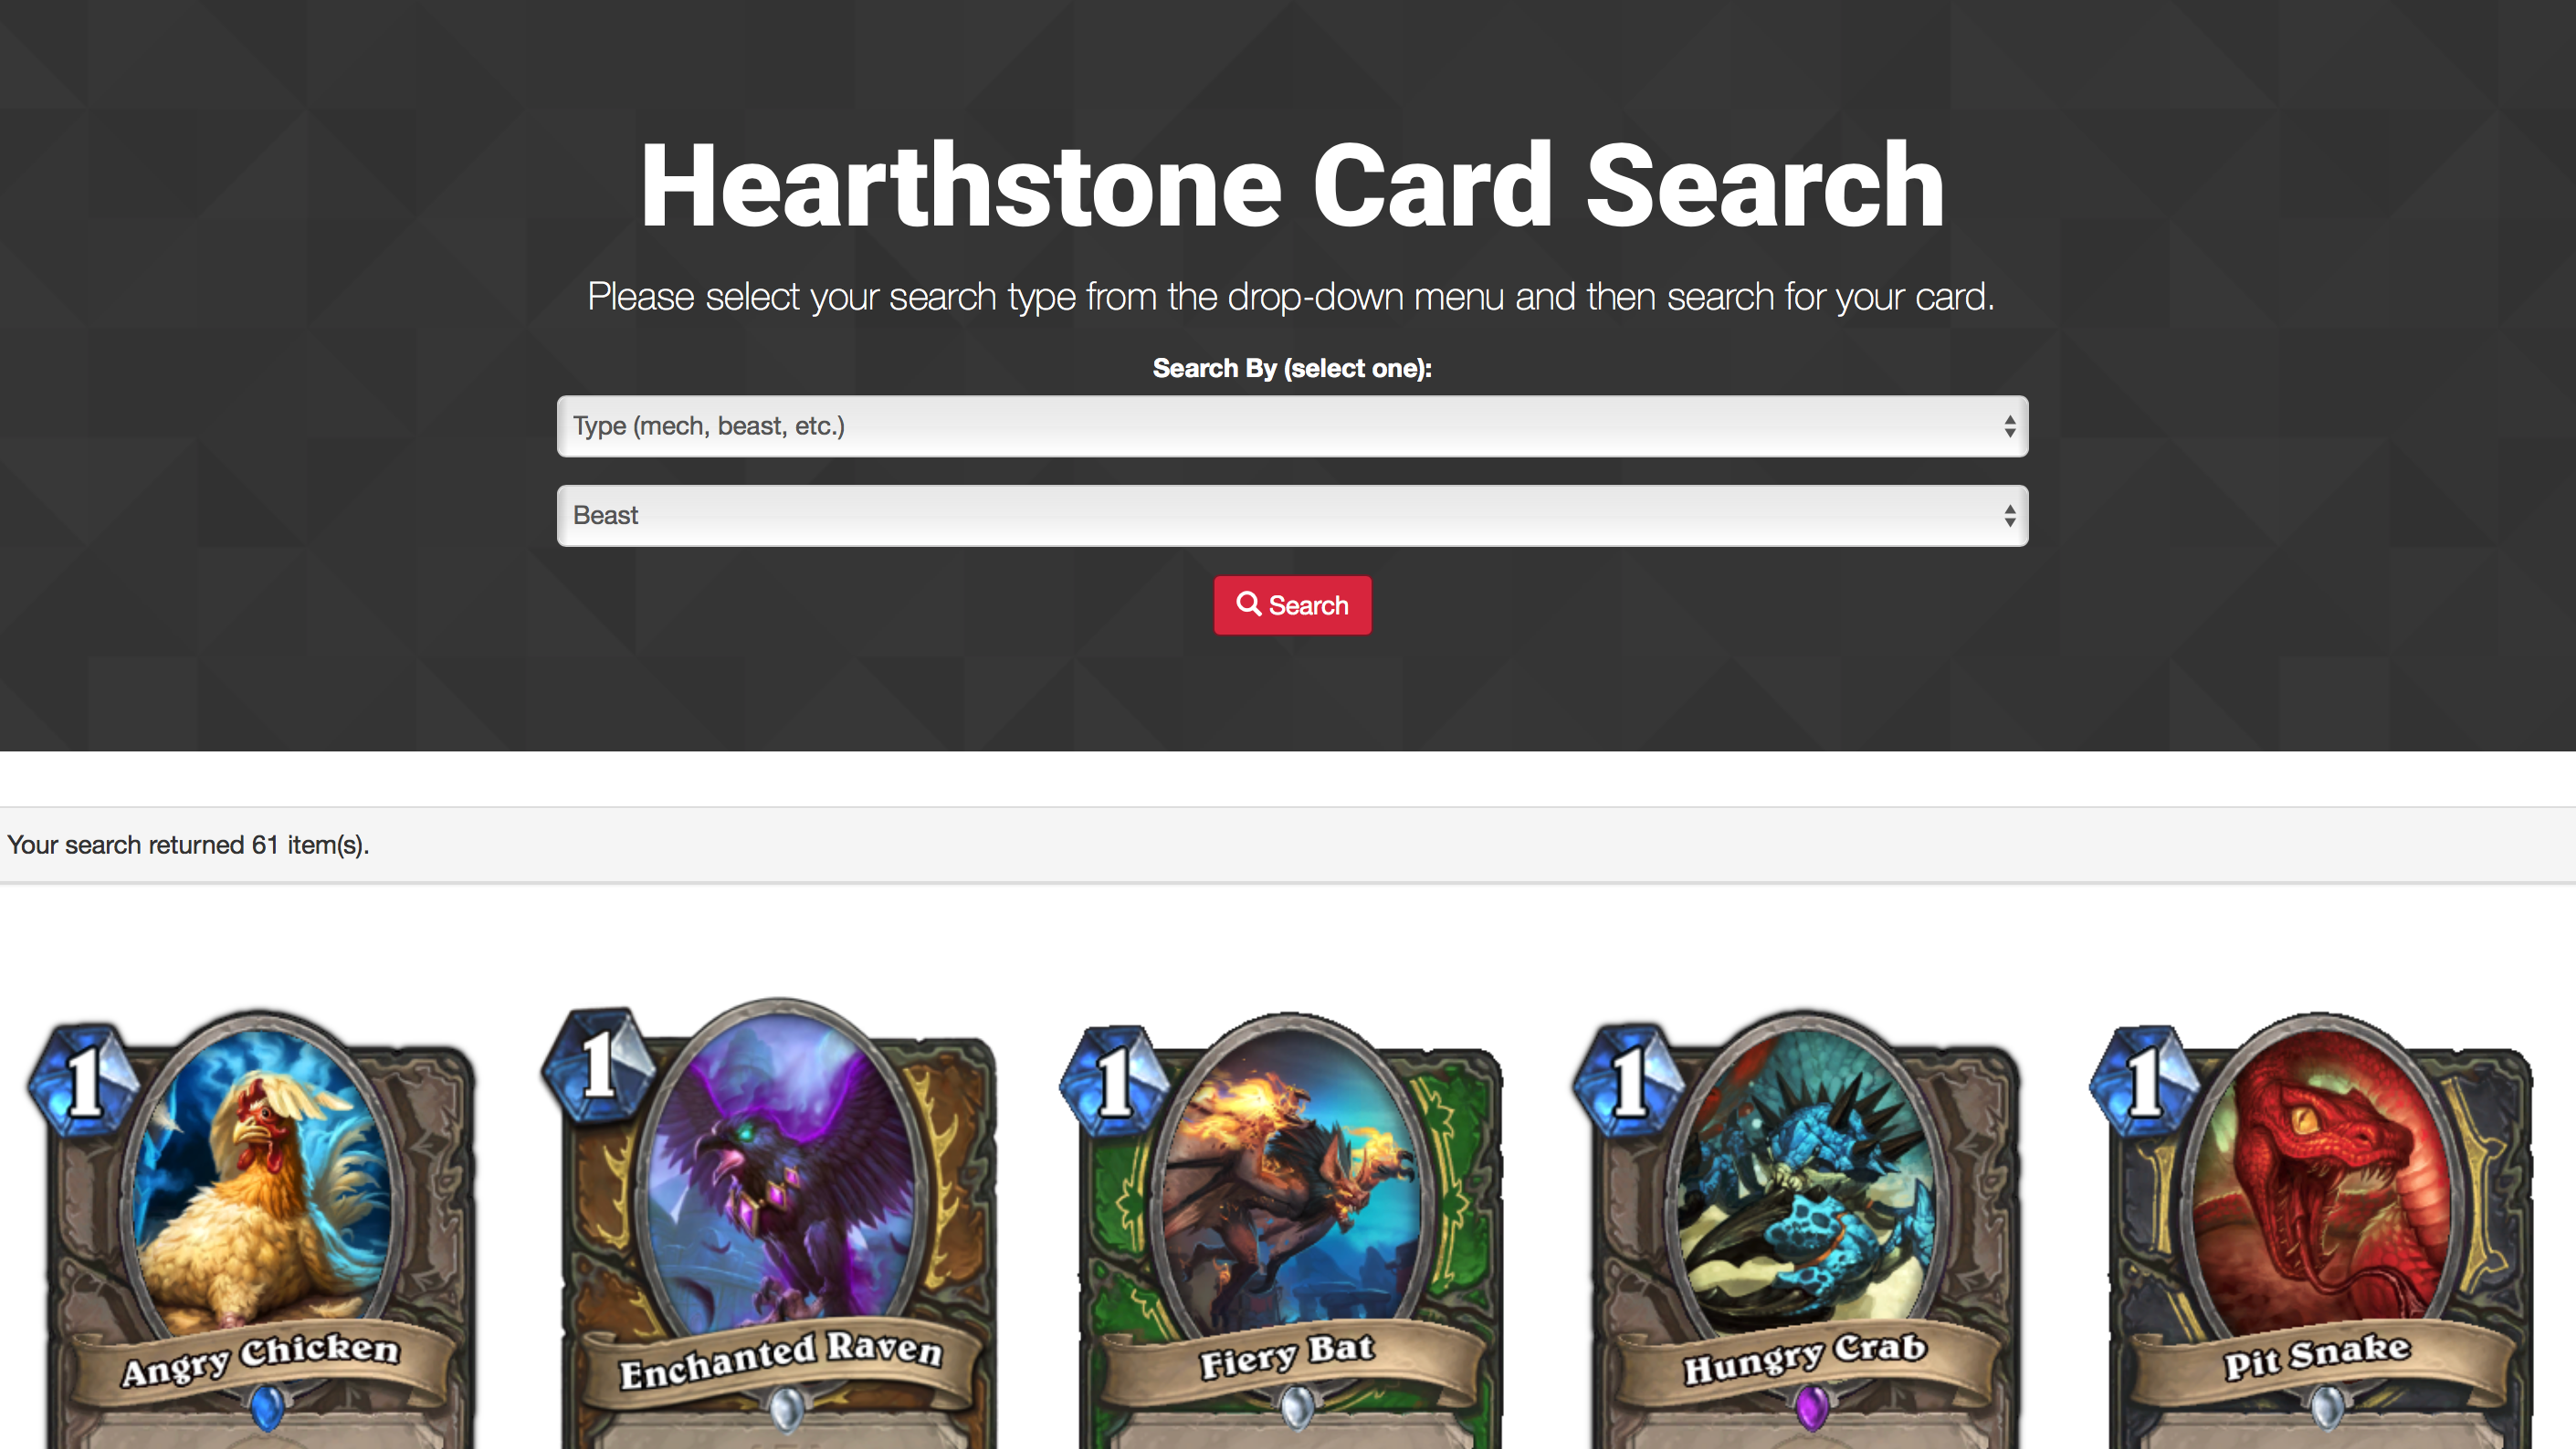 Hearthstone Card Search
Please select your search type from the drop-down menu and then search for your card.
Search By (select one):
Type (mech, beast, etc.)
Beast
Search
Your search returned 61 item(s).
1 1 1 1 1
Angry Chicken Enchanted Raven Fiery Bat Hungry Crab Pit Snake